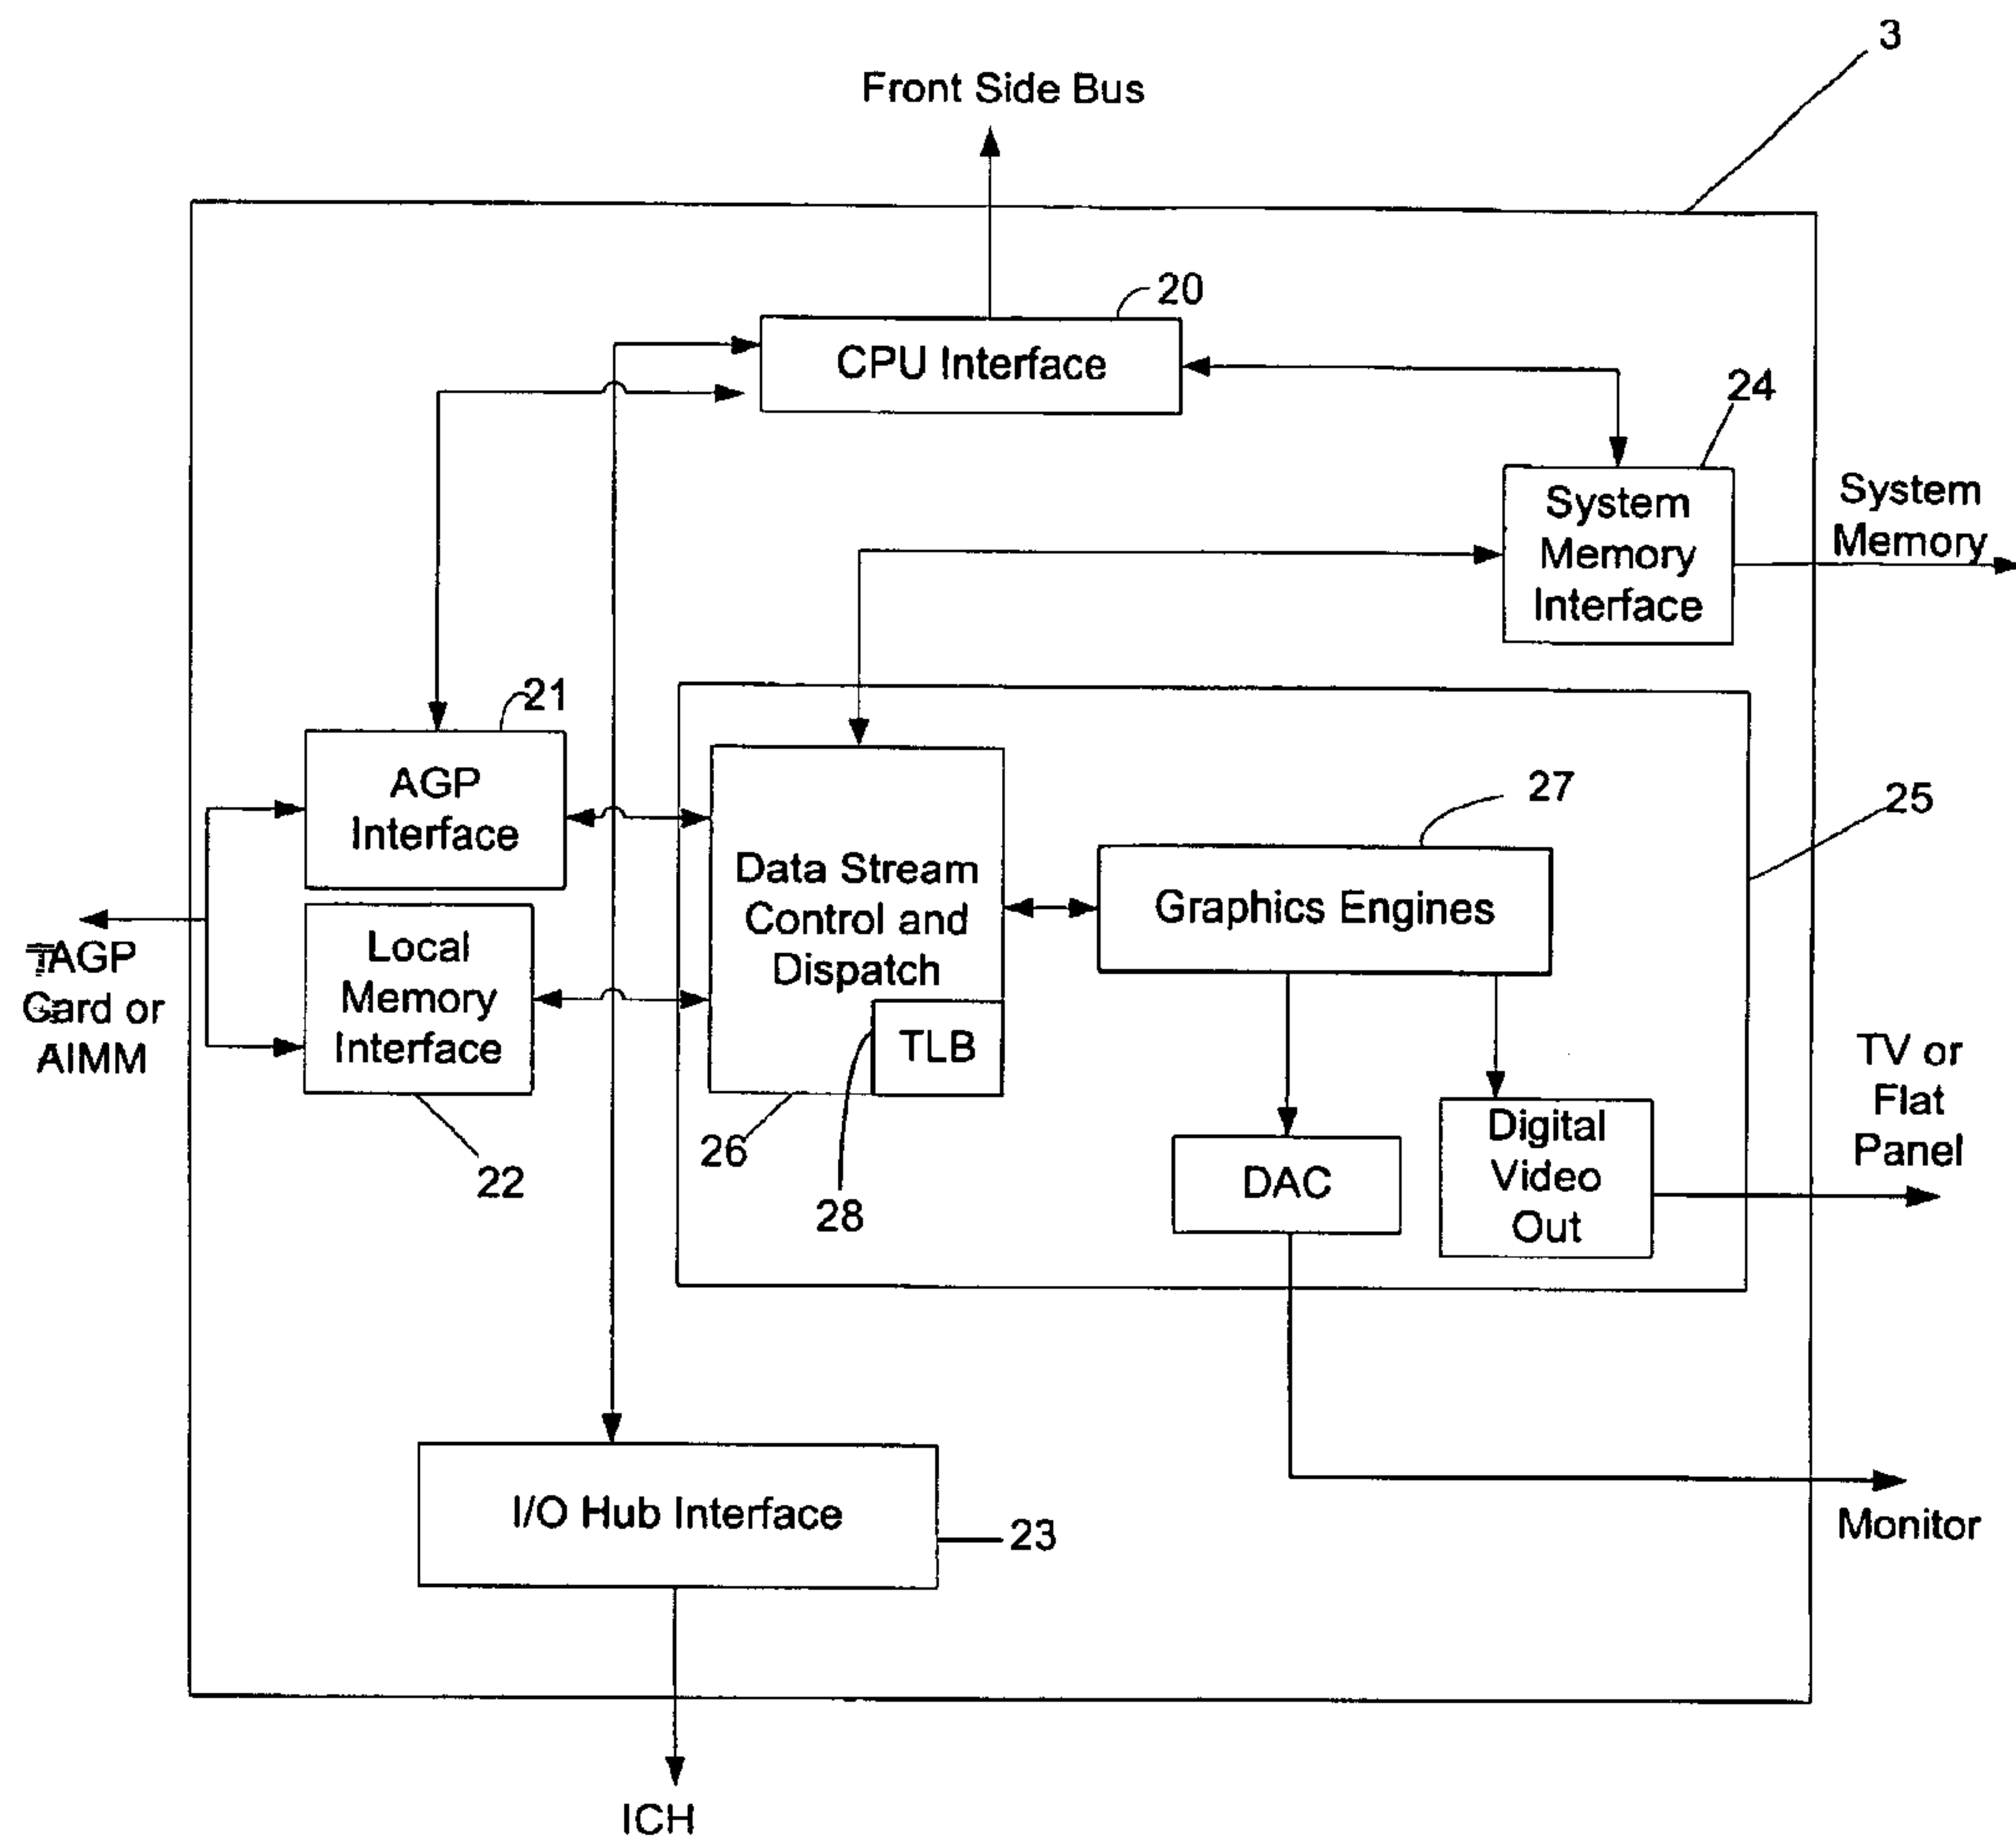 3
Front Side Bus
20
CPU Interface
24
System
Memory
Interface
System
Memory
21
AGP
Interface
27
25
Data Stream
Control and
Dispatch
Graphics Engines
AGP
Card or
AIMM
Local
Memory
Interface
TLB
TV or
Flat
Panel
26
22
28
DAC
Digital
Video
Out
I/O Hub Interface
23
Monitor
ICH